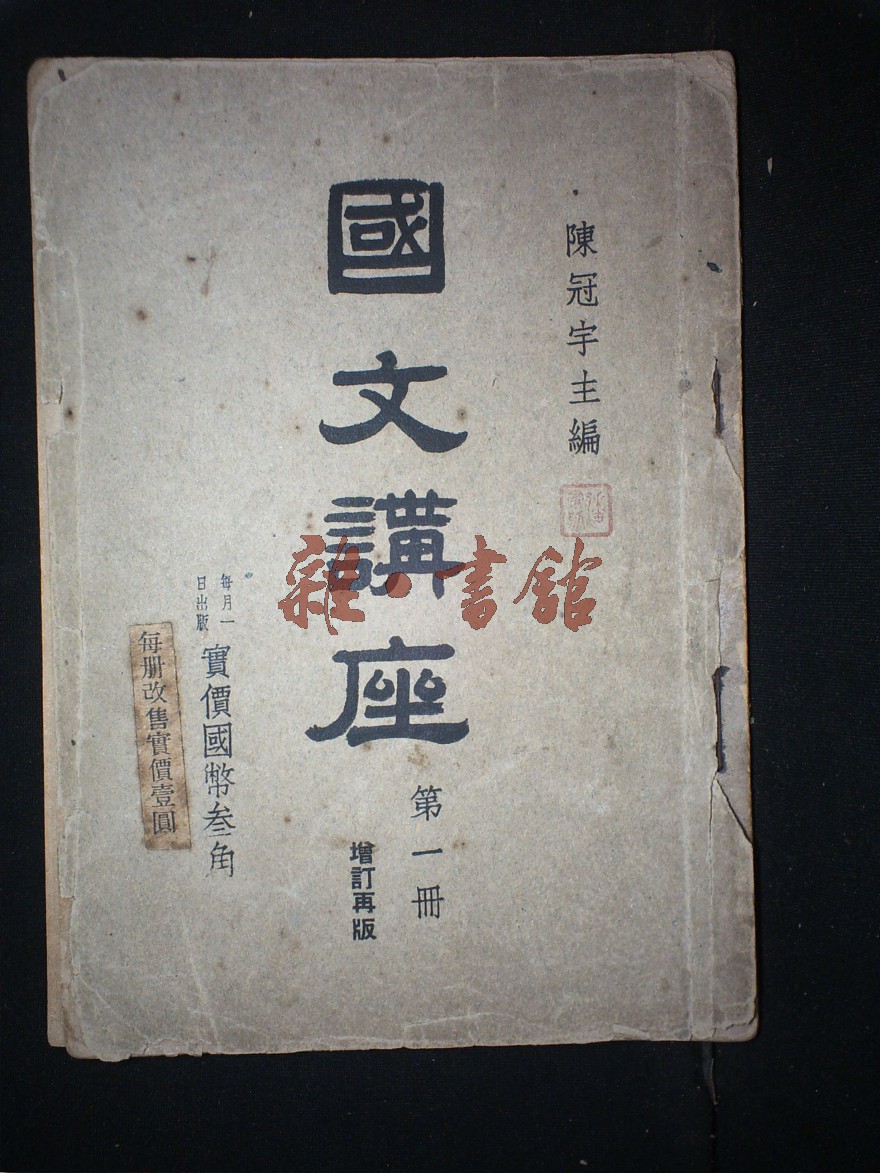 陳冠宇主編
國文講座
第一冊
增訂再版
每月一
日出版
實價國幣叁角
每册改售實價壹圓
雜·書館